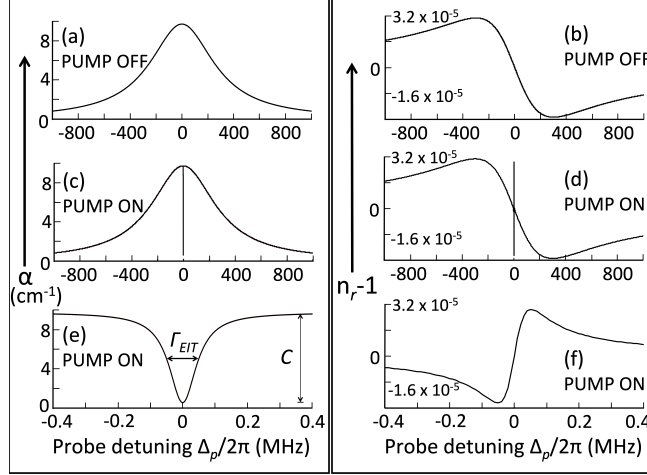 (a)
PUMP OFF
8
4
0
-800 -400 0 400 800
(c)
PUMP ON
8
4
0
-800 -400 0 400 800
α
(cm⁻¹)
(e)
PUMP ON
Γ_EIT
C
8
4
0
-0.4 -0.2 0 0.2 0.4
Probe detuning Δₚ/2π (MHz)
3.2 x 10⁻⁵
(b)
PUMP OFF
0
-1.6 x 10⁻⁵
-800 -400 0 400 800
3.2 x 10⁻⁵
(d)
PUMP ON
0
-1.6 x 10⁻⁵
-800 -400 0 400 800
nᵣ-1
3.2 x 10⁻⁵
0
(f)
-1.6 x 10⁻⁵
PUMP ON
-0.4 -0.2 0 0.2 0.4
Probe detuning Δₚ/2π (MHz)